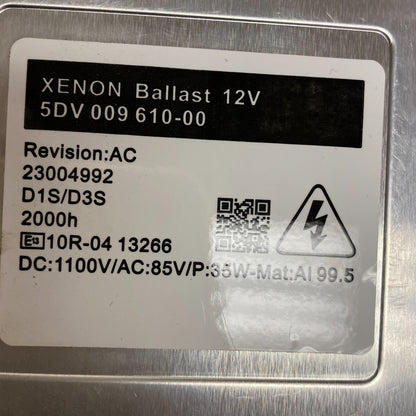 XENON Ballast 12V
5DV 009 610-00
Revision:AC
23004992
D1S/D3S
2000h
E13 10R-04 13266
DC:1100V/AC:85V/P:35W-Mat:Al 99.5